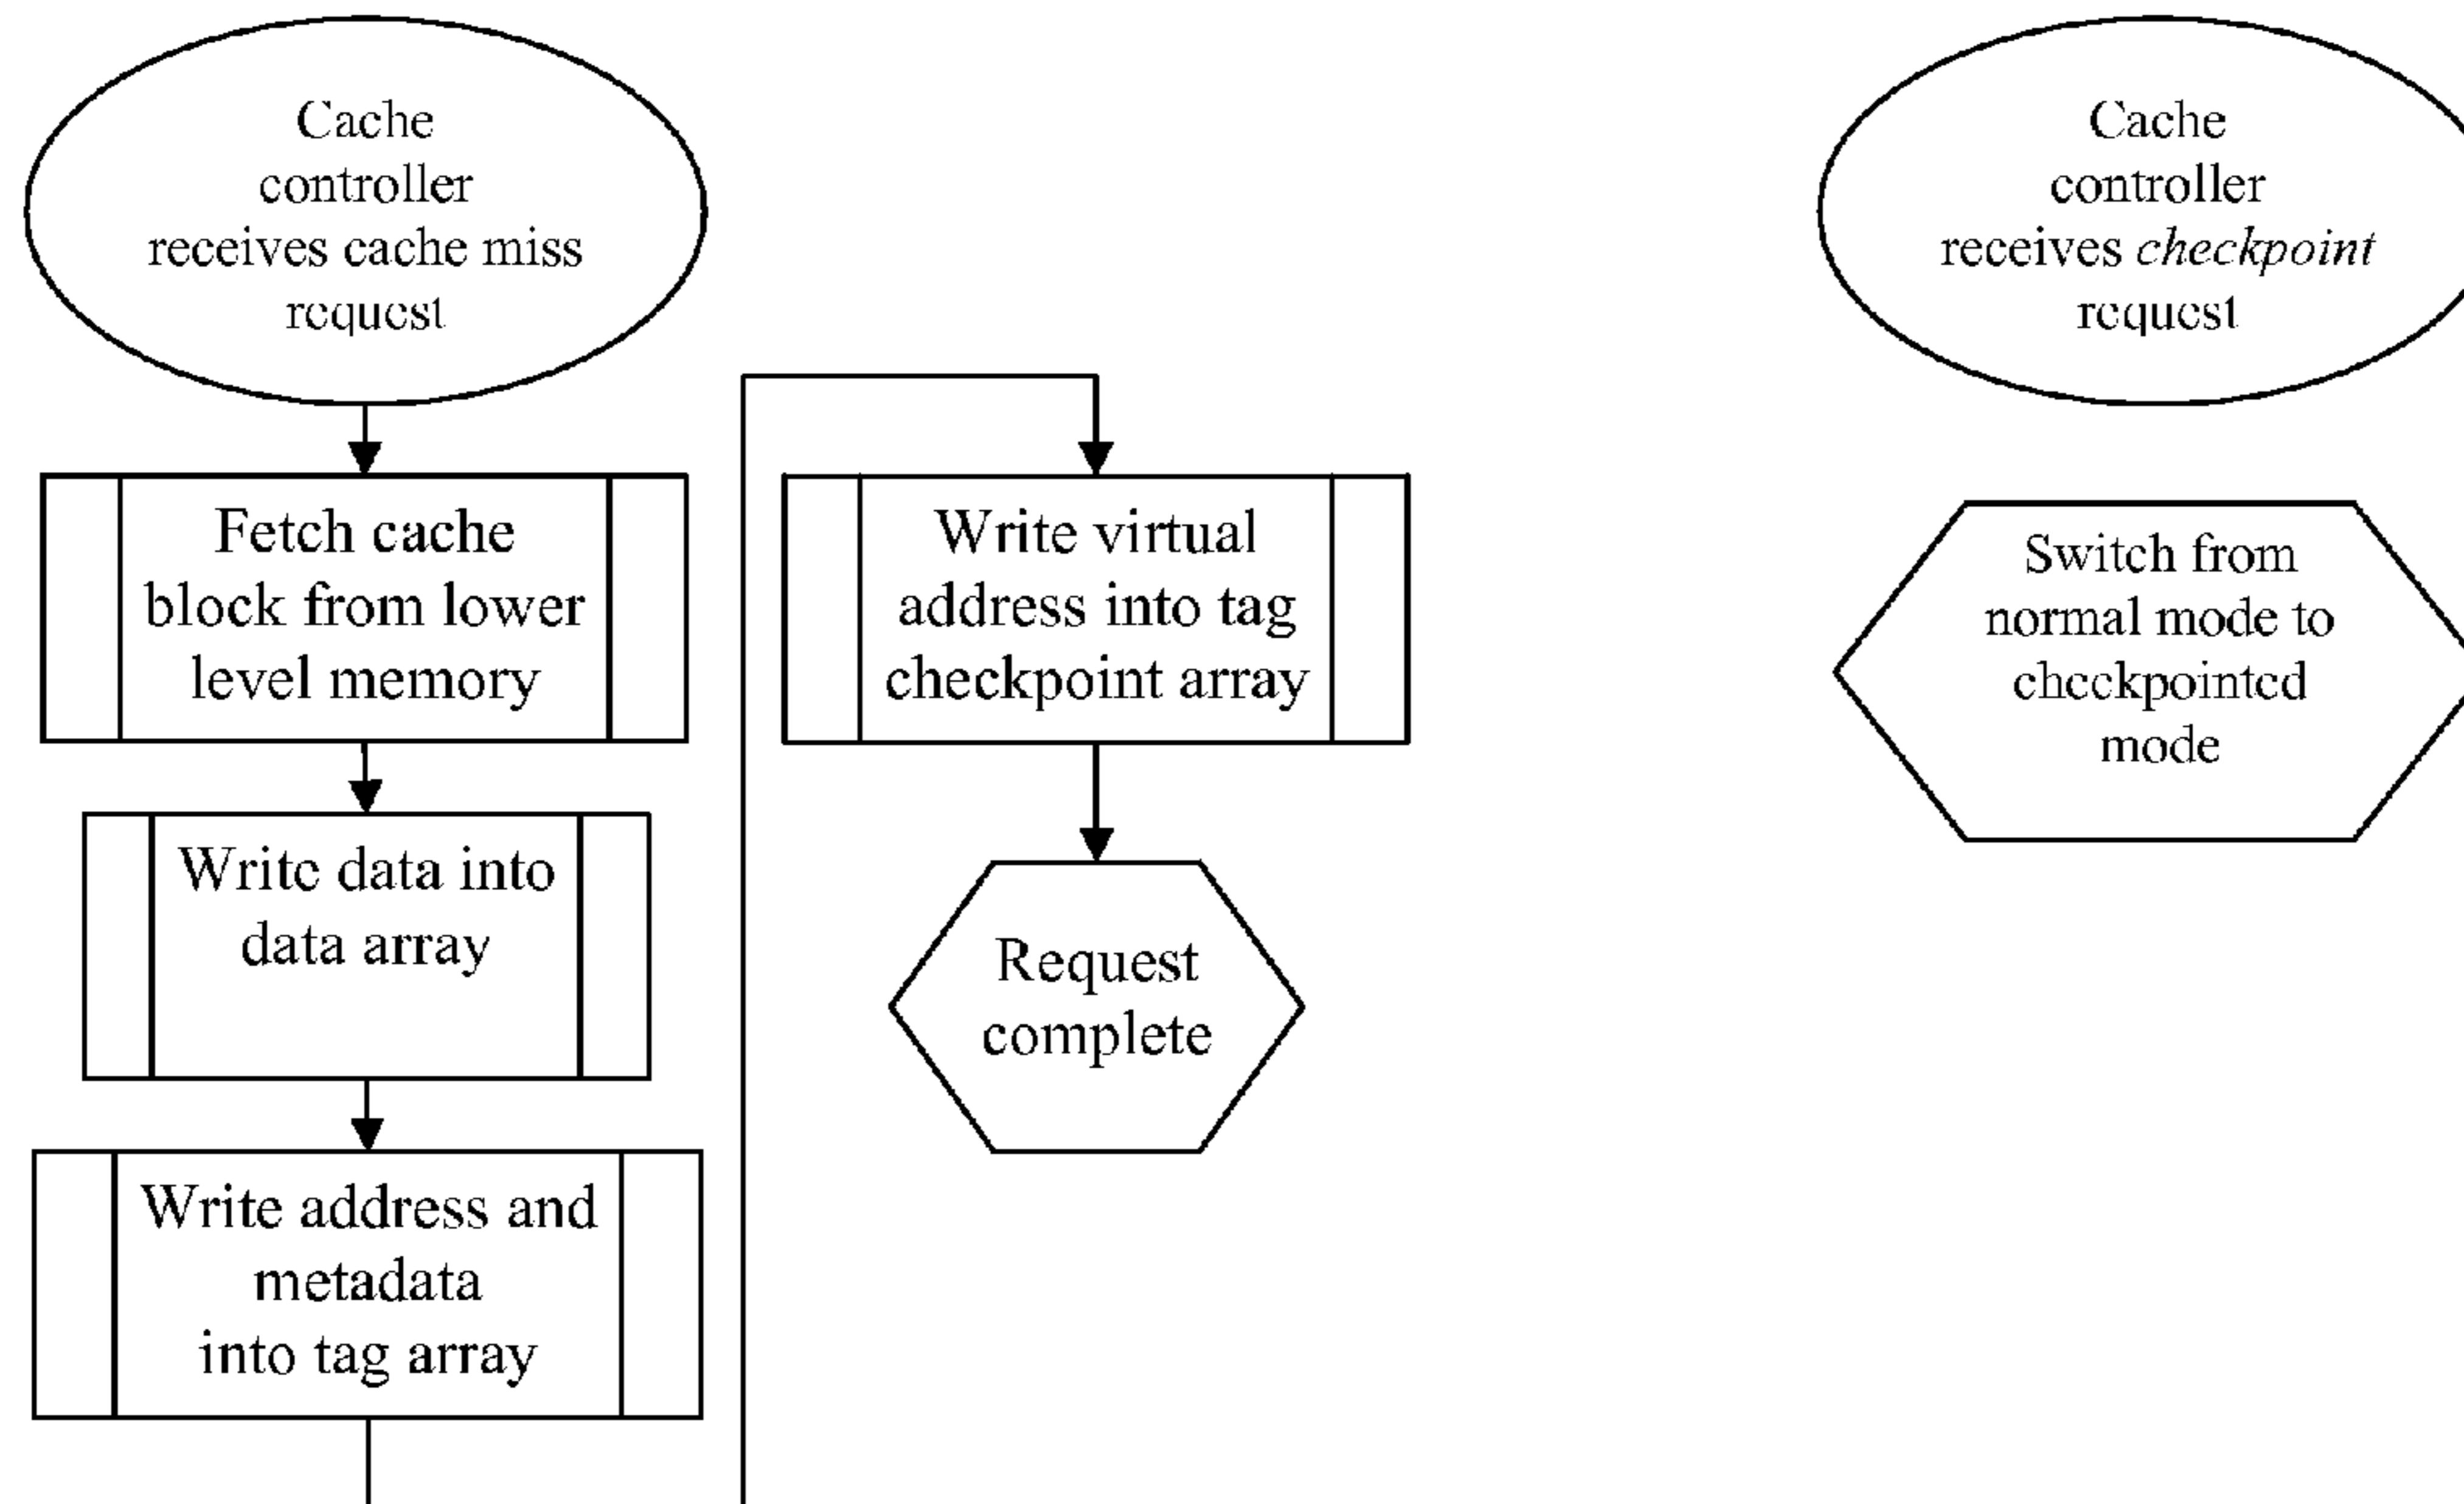 Cache
controller
receives cache miss
request
Fetch cache
block from lower
level memory
Write data into
data array
Write address and
metadata
into tag array
Write virtual
address into tag
checkpoint array
Request
complete
Cache
controller
receives checkpoint
request
Switch from
normal mode to
checkpointed
mode